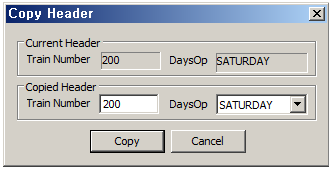 Copy Header
Current Header
Train Number 200 DaysOp SATURDAY
Copied Header
Train Number 200 DaysOp SATURDAY
Copy Cancel